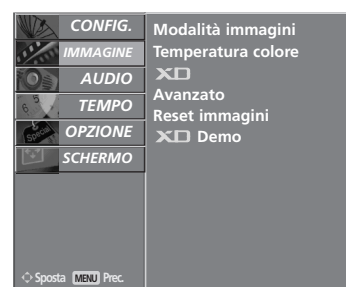 CONFIG.
IMMAGINE
AUDIO
TEMPO
OPZIONE
Special
SCHERMO
Modalità immagini
Temperatura colore
XD
Avanzato
Reset immagini
XD Demo
Sposta MENU Prec.